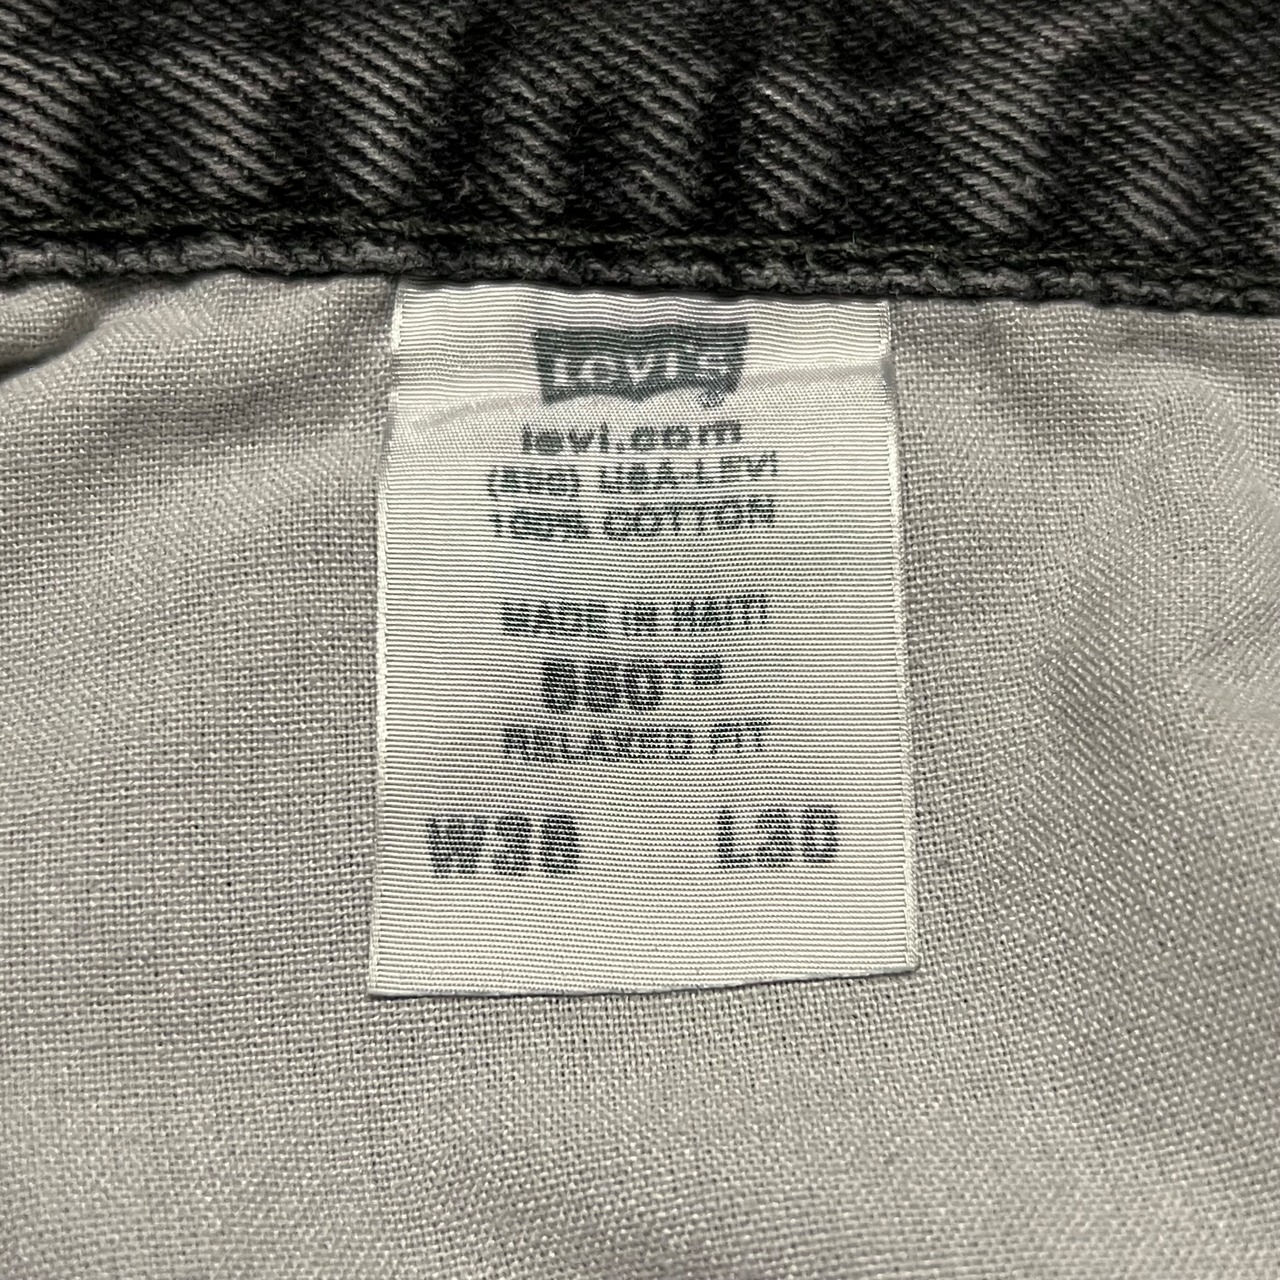 Levi's
levi.com
(800) USA-LEVI
100% COTTON
MADE IN HAITI
550™
RELAXED FIT
W38 L30